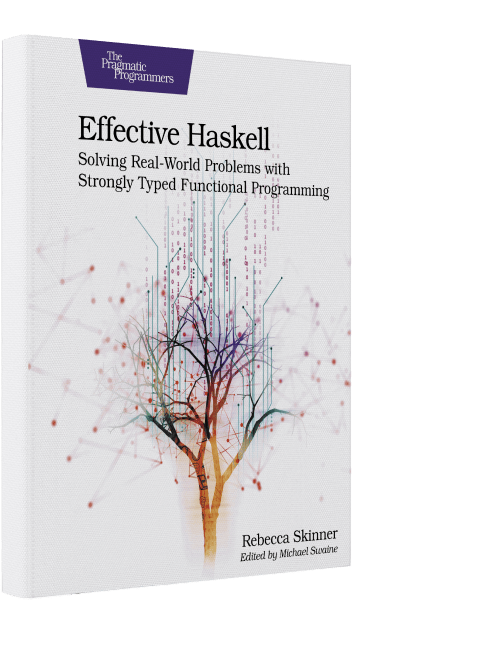 The
Pragmatic
Programmers
Effective Haskell
Solving Real-World Problems with
Strongly Typed Functional Programming
Rebecca Skinner
Edited by Michael Swaine